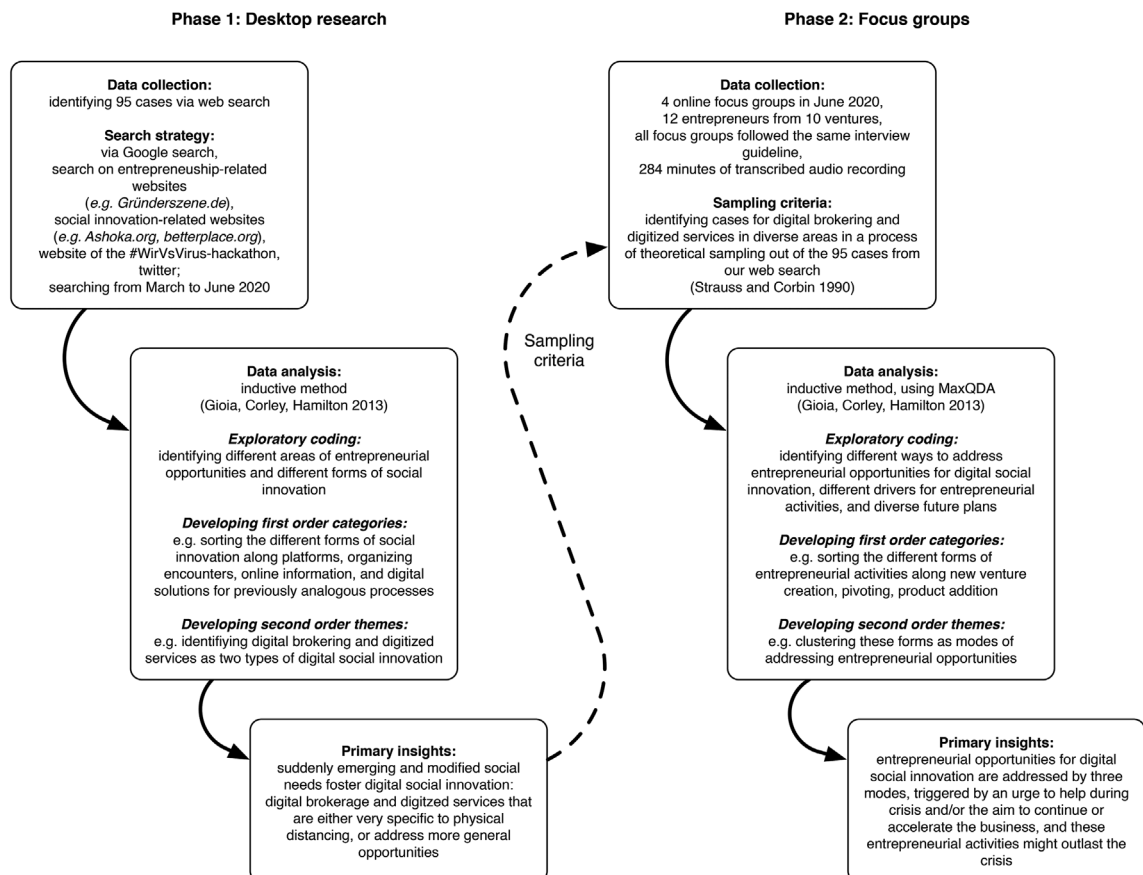 Phase 1: Desktop research
Data collection:
identifying 95 cases via web search
Search strategy:
via Google search,
search on entrepreneuship-related
websites
(e.g. Gründerszene.de),
social innovation-related websites
(e.g. Ashoka.org, betterplace.org),
website of the #WirVsVirus-hackathon,
twitter;
searching from March to June 2020
Data analysis:
inductive method
(Gioia, Corley, Hamilton 2013)
Exploratory coding:
identifying different areas of entrepreneurial
opportunities and different forms of social
innovation
Developing first order categories:
e.g. sorting the different forms of social
innovation along platforms, organizing
encounters, online information, and digital
solutions for previously analogous processes
Developing second order themes:
e.g. identifiying digital brokering and digitized
services as two types of digital social innovation
Primary insights:
suddenly emerging and modified social
needs foster digital social innovation:
digital brokerage and digitzed services that
are either very specific to physical
distancing, or address more general
opportunities
Sampling
criteria
Phase 2: Focus groups
Data collection:
4 online focus groups in June 2020,
12 entrepreneurs from 10 ventures,
all focus groups followed the same interview
guideline,
284 minutes of transcribed audio recording
Sampling criteria:
identifying cases for digital brokering and
digitized services in diverse areas in a process
of theoretical sampling out of the 95 cases from
our web search
(Strauss and Corbin 1990)
Data analysis:
inductive method, using MaxQDA
(Gioia, Corley, Hamilton 2013)
Exploratory coding:
identifying different ways to address
entrepreneurial opportunities for digital social
innovation, different drivers for entrepreneurial
activities, and diverse future plans
Developing first order categories:
e.g. sorting the different forms of
entrepreneurial activities along new venture
creation, pivoting, product addition
Developing second order themes:
e.g. clustering these forms as modes of
addressing entrepreneurial opportunities
Primary insights:
entrepreneurial opportunities for digital
social innovation are addressed by three
modes, triggered by an urge to help during
crisis and/or the aim to continue or
accelerate the business, and these
entrepreneurial activities might outlast the
crisis